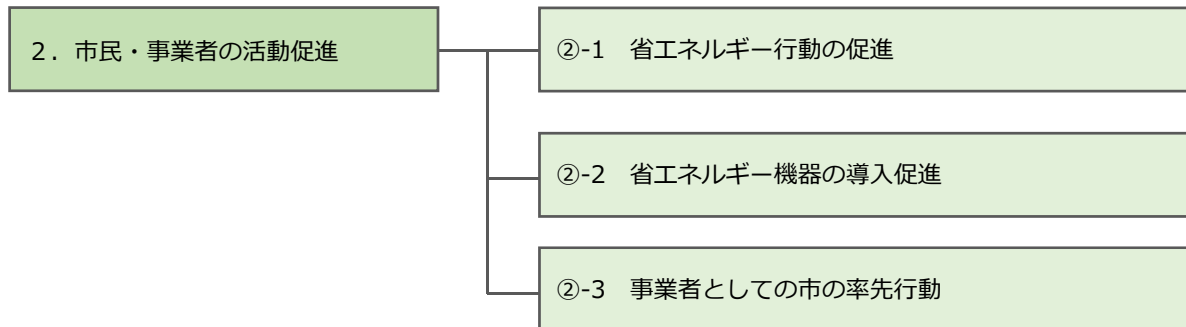 2．市民・事業者の活動促進
②-1　省エネルギー行動の促進
②-2　省エネルギー機器の導入促進
②-3　事業者としての市の率先行動